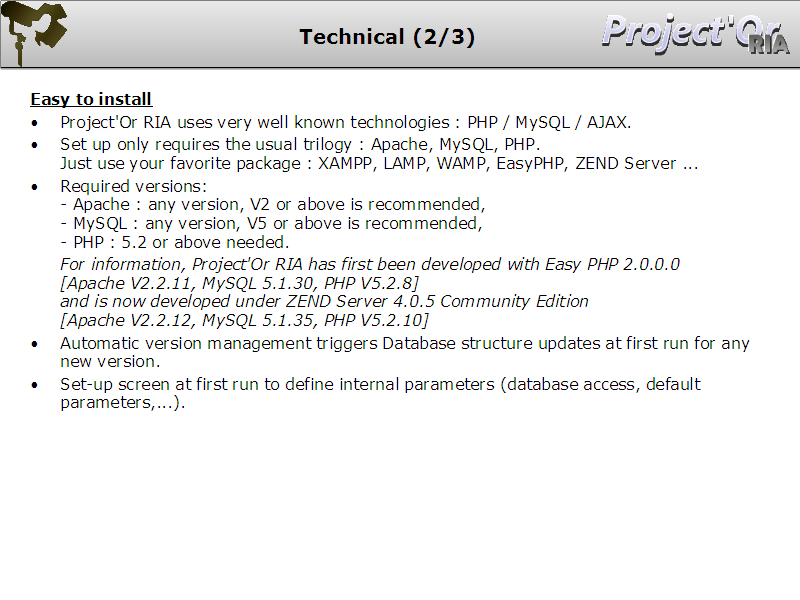 Technical (2/3)
Project'Or
RIA
Easy to install
• Project'Or RIA uses very well known technologies : PHP / MySQL / AJAX.
• Set up only requires the usual trilogy : Apache, MySQL, PHP.
Just use your favorite package : XAMPP, LAMP, WAMP, EasyPHP, ZEND Server ...
• Required versions:
- Apache : any version, V2 or above is recommended,
- MySQL : any version, V5 or above is recommended,
- PHP : 5.2 or above needed.
For information, Project'Or RIA has first been developed with Easy PHP 2.0.0.0
[Apache V2.2.11, MySQL 5.1.30, PHP V5.2.8]
and is now developed under ZEND Server 4.0.5 Community Edition
[Apache V2.2.12, MySQL 5.1.35, PHP V5.2.10]
• Automatic version management triggers Database structure updates at first run for any
new version.
• Set-up screen at first run to define internal parameters (database access, default
parameters,...).